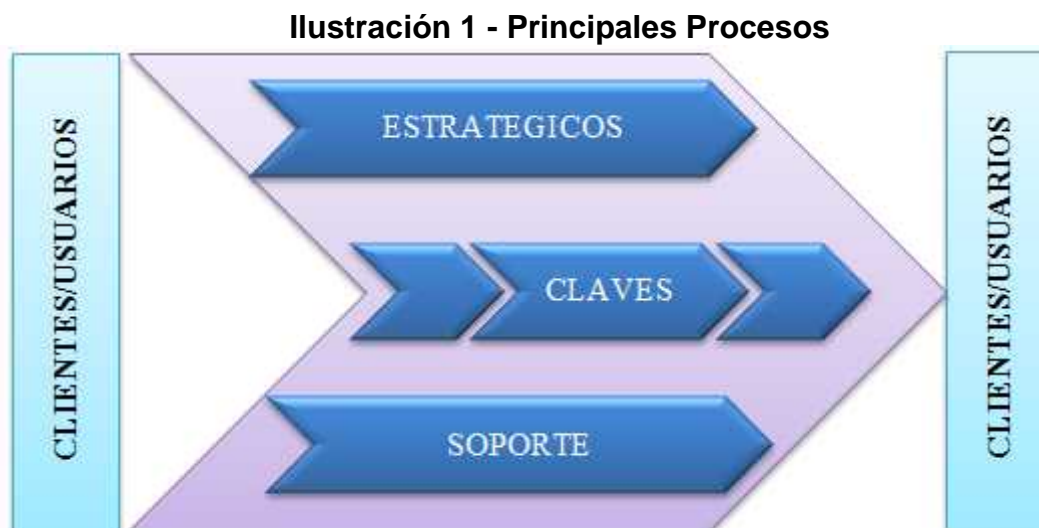 Ilustración 1 - Principales Procesos
CLIENTES/USUARIOS
ESTRATEGICOS
CLAVES
SOPORTE
CLIENTES/USUARIOS